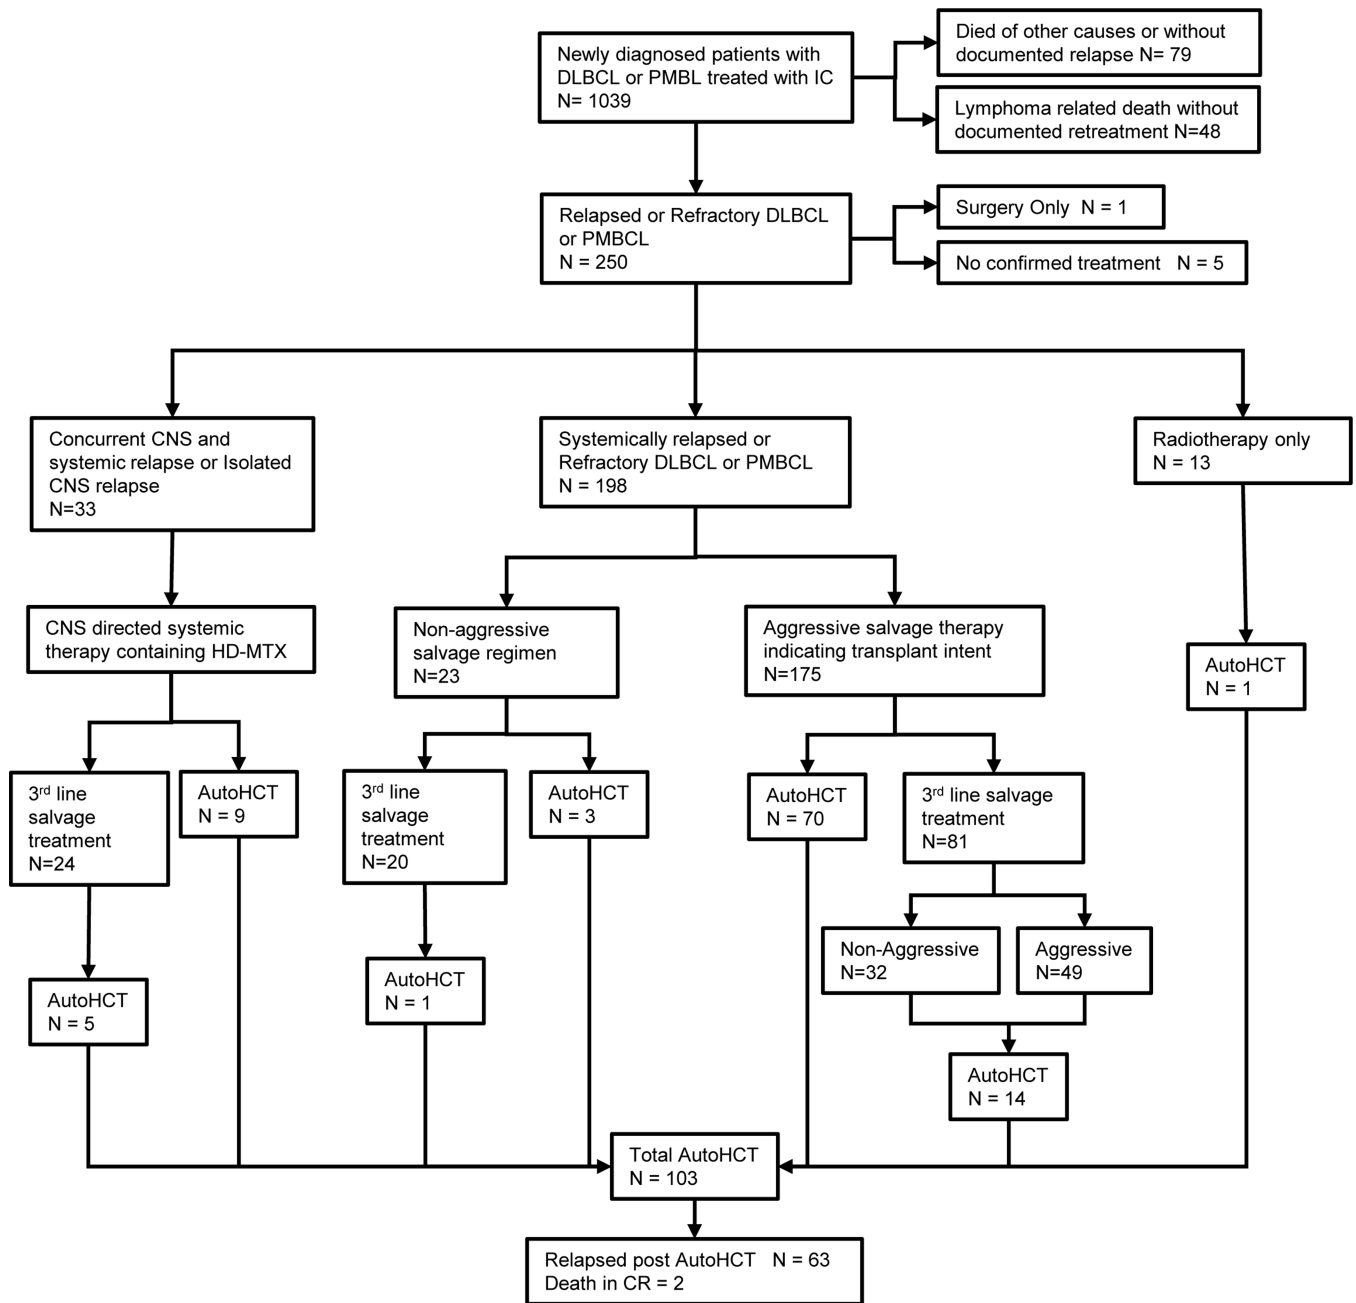 Newly diagnosed patients with
DLBCL or PMBL treated with IC
N= 1039
Died of other causes or without
documented relapse N= 79
Lymphoma related death without
documented retreatment N=48
Relapsed or Refractory DLBCL
or PMBCL
N = 250
Surgery Only N = 1
No confirmed treatment N = 5
Concurrent CNS and
systemic relapse or Isolated
CNS relapse
N=33
Systemically relapsed or
Refractory DLBCL or PMBCL
N = 198
Radiotherapy only
N = 13
CNS directed systemic
therapy containing HD-MTX
Non-aggressive
salvage regimen
N=23
Aggressive salvage therapy
indicating transplant intent
N=175
AutoHCT
N = 1
3rd line
salvage
treatment
N=24
AutoHCT
N = 9
3rd line
salvage
treatment
N=20
AutoHCT
N = 3
AutoHCT
N = 70
3rd line salvage
treatment
N=81
Non-Aggressive
N=32
Aggressive
N=49
AutoHCT
N = 5
AutoHCT
N = 1
AutoHCT
N = 14
Total AutoHCT
N = 103
Relapsed post AutoHCT N = 63
Death in CR = 2